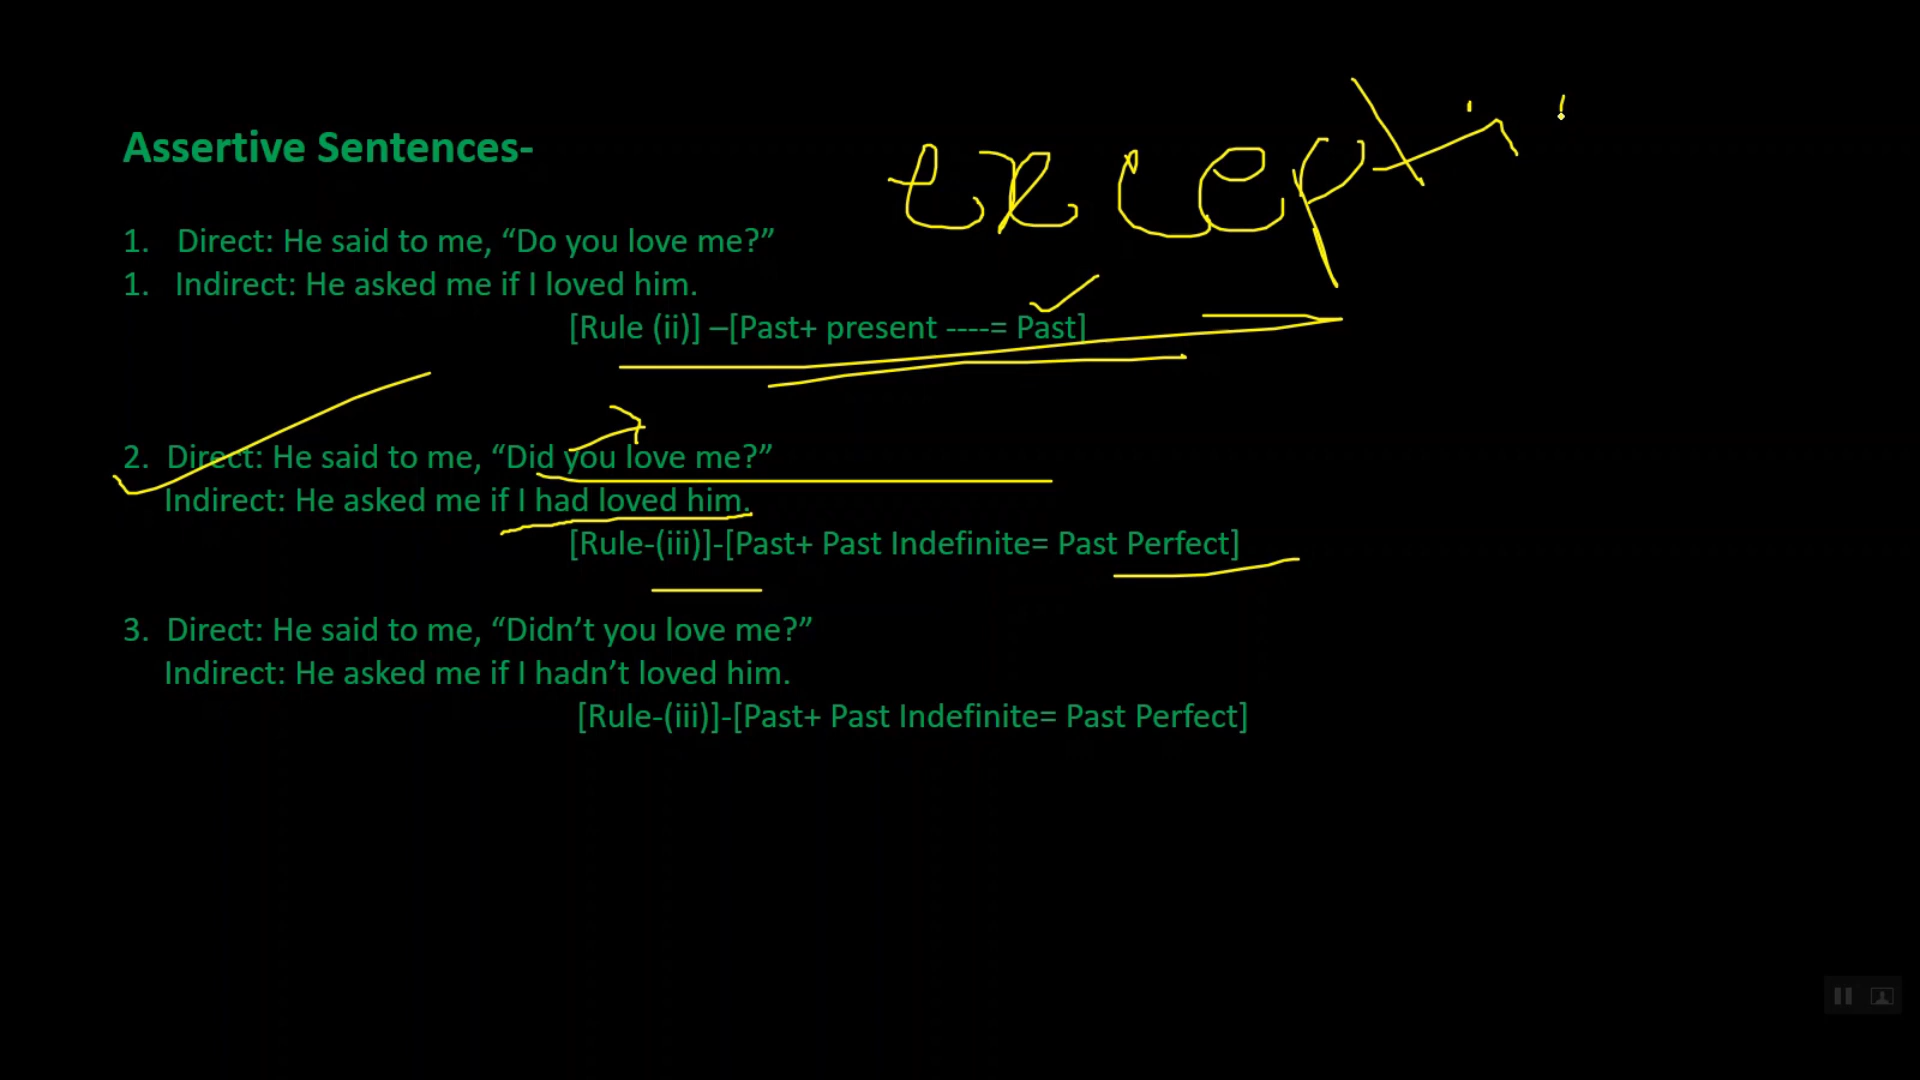 Assertive Sentences-
1. Direct: He said to me, “Do you love me?”
1. Indirect: He asked me if I loved him.
[Rule (ii)] –[Past+ present ----= Past]
2. Direct: He said to me, “Did you love me?”
Indirect: He asked me if I had loved him.
[Rule-(iii)]-[Past+ Past Indefinite= Past Perfect]
3. Direct: He said to me, “Didn’t you love me?”
Indirect: He asked me if I hadn’t loved him.
[Rule-(iii)]-[Past+ Past Indefinite= Past Perfect]